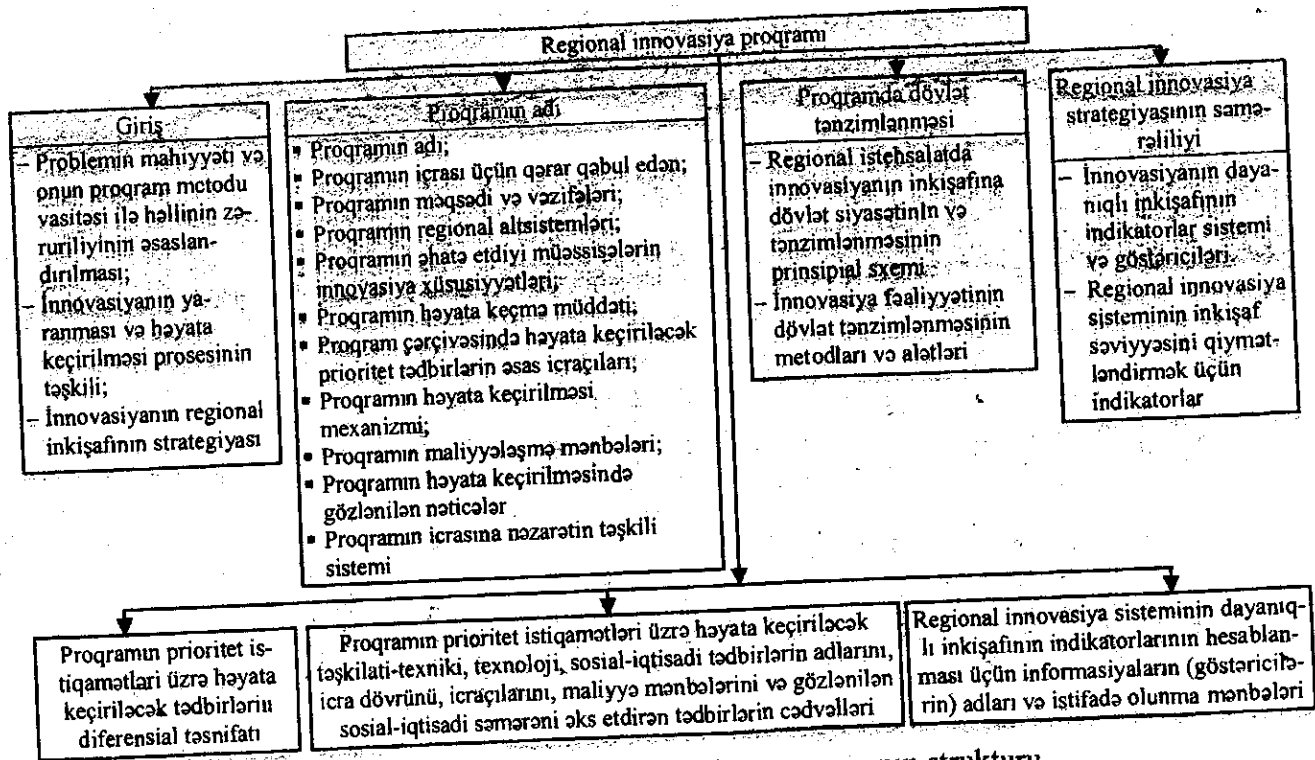 Regional innovasiya proqramı
Giriş
– Problemin mahiyyəti və
onun proqram metodu
vasitəsi ilə həllinin zə-
ruriliyinin əsaslan-
dırılması;
– İnnovasiyanın ya-
ranması və həyata
keçirilməsi prosesinin
təşkili;
– İnnovasiyanın regional
inkişafının strategiyası
Proqramın adı
▪ Proqramın adı;
▪ Proqramın içrası üçün qərar qəbul edən;
▪ Proqramın məqsədi və vəzifələri;
▪ Proqramın regional altsistemləri;
▪ Proqramın əhatə etdiyi müəssisələrin
innovasiya xüsusiyyətləri;
▪ Proqramın həyata keçmə müddəti;
▪ Proqram çərçivəsində həyata keçiriləcək
prioritet tədbirlərin əsas icraçıları;
▪ Proqramın həyata keçirilməsi
mexanizmi;
▪ Proqramın maliyyələşmə mənbələri;
▪ Proqramın həyata keçirilməsində
gözlənilən nəticələr
▪ Proqramın icrasına nəzarətin təşkili
sistemi
Proqramda dövlət
tənzimlənməsi
– Regional istehsalatda
innovasiyanın inkişafına
dövlət siyasətinin və
tənzimlənməsinin
prinsipial sxemi
– İnnovasiya fəaliyyətinin
dövlət tənzimlənməsinin
metodları və alətləri
Regional innovasiya
strategiyasının səmə-
rəliliyi
– İnnovasiyanın daya-
nıqlı inkişafının
indikatorlar sistemi
və göstəriciləri.
– Regional innovasiya
sisteminin inkişaf
səviyyəsini qiymət-
ləndirmək üçün
indikatorlar
Proqramın prioritet is-
tiqamətləri üzrə həyata
keçiriləcək tədbirlərin
diferensial təsnifatı
Proqramın prioritet istiqamətləri üzrə həyata keçiriləcək
təşkilati-texniki, texnoloji, sosial-iqtisadi tədbirlərin adlarını,
icra dövrünü, icraçılarını, maliyyə mənbələrini və gözlənilən
sosial-iqtisadi səmərəni əks etdirən tədbirlərin cədvəlləri
Regional innovasiya sisteminin dayanıq-
lı inkişafının indikatorlarının hesablan-
ması üçün informasiyaların (göstəricilə-
rin) adları və istifadə olunma mənbələri
strukturu